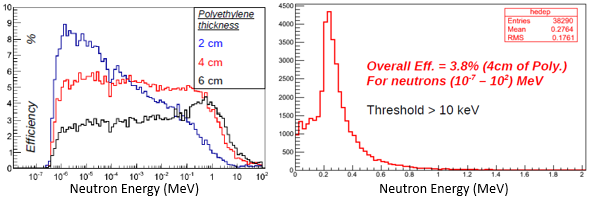 10
9
8
7
6
5
4
3
2
1
0
%
Efficiency
Polyethylene
thickness
2 cm
4 cm
6 cm
10-7 10-6 10-5 10-4 10-3 10-2 10-1 1 10 102
Neutron Energy (MeV)
4500
4000
3500
3000
2500
2000
1500
1000
500
0
hedep
Entries 38290
Mean 0.2764
RMS 0.1761
Overall Eff. = 3.8% (4cm of Poly.)
For neutrons (10-7 – 102) MeV
Threshold > 10 keV
0 0.2 0.4 0.6 0.8 1 1.2 1.4 1.6 1.8 2
Neutron Energy (MeV)